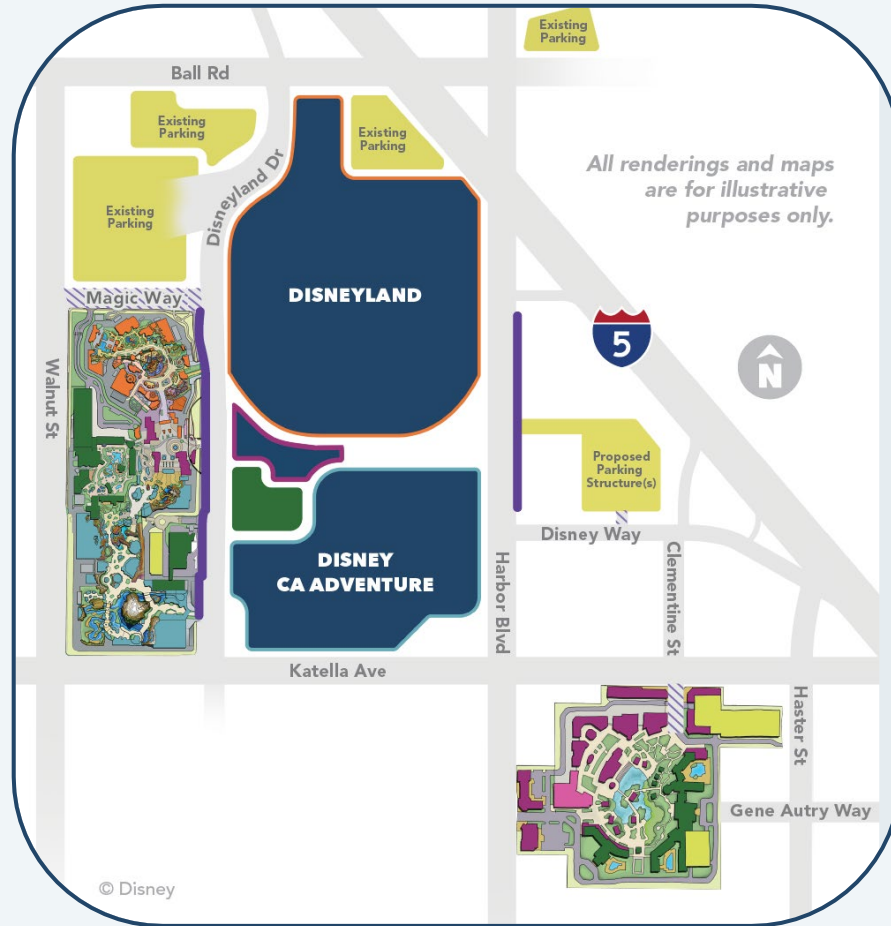 Existing
Parking
Ball Rd
Existing
Parking
Existing
Parking
All renderings and maps
are for illustrative
purposes only.
Disneyland Dr
Existing
Parking
DISNEYLAND
Magic Way
5
N
Walnut St
Proposed
Parking
Structure(s)
Disney Way
DISNEY
CA ADVENTURE
Harbor Blvd
Clementine St
Katella Ave
Haster St
Gene Autry Way
© Disney